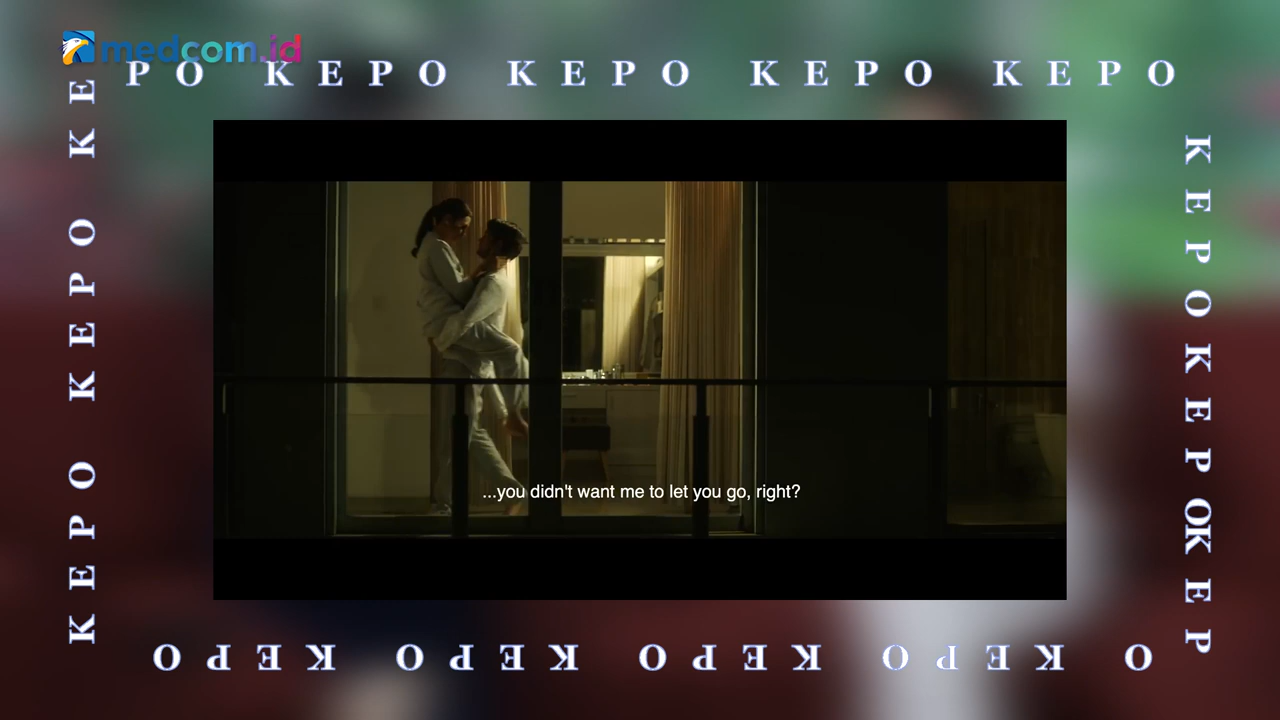 medcom.id
PO KEPO KEPO KEPO KEPO
KEPO KEPO KE
KEPOKEPOKEP
...you didn't want me to let you go, right?
O KEPO KEPO KEPO KEPO